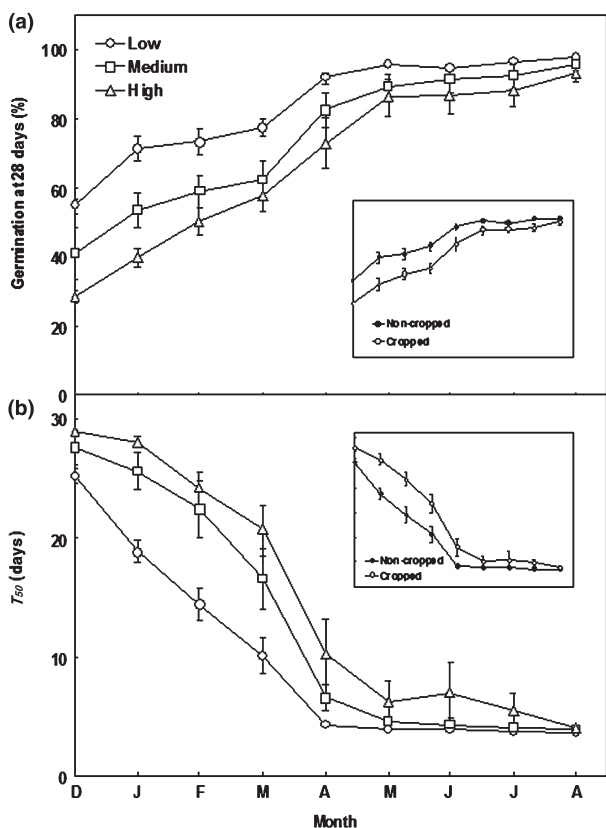 (a)
100
80
60
40
20
0
Germination at 28 days (%)
Low
Medium
High
Non-cropped
Cropped
(b)
30
20
10
0
T50 (days)
Non-cropped
Cropped
D J F M A M J J A
Month